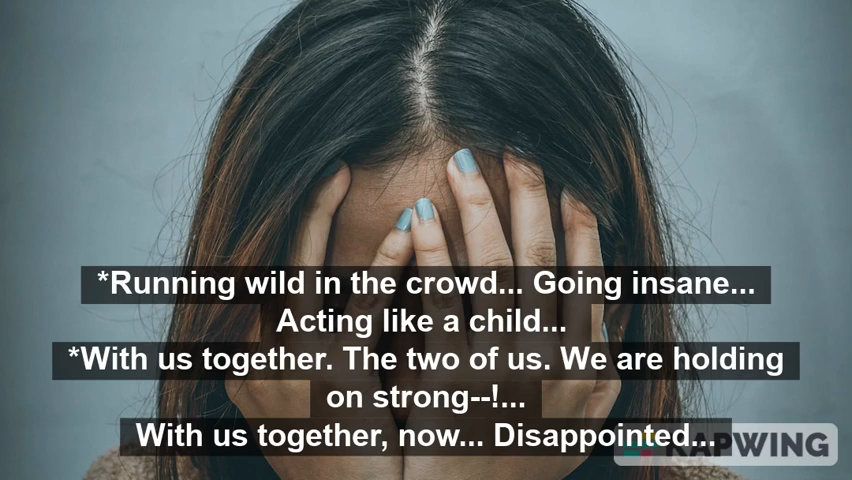 *Running wild in the crowd... Going insane...
Acting like a child...
*With us together. The two of us. We are holding
on strong--!...
With us together, now... Disappointed...
KAPWING